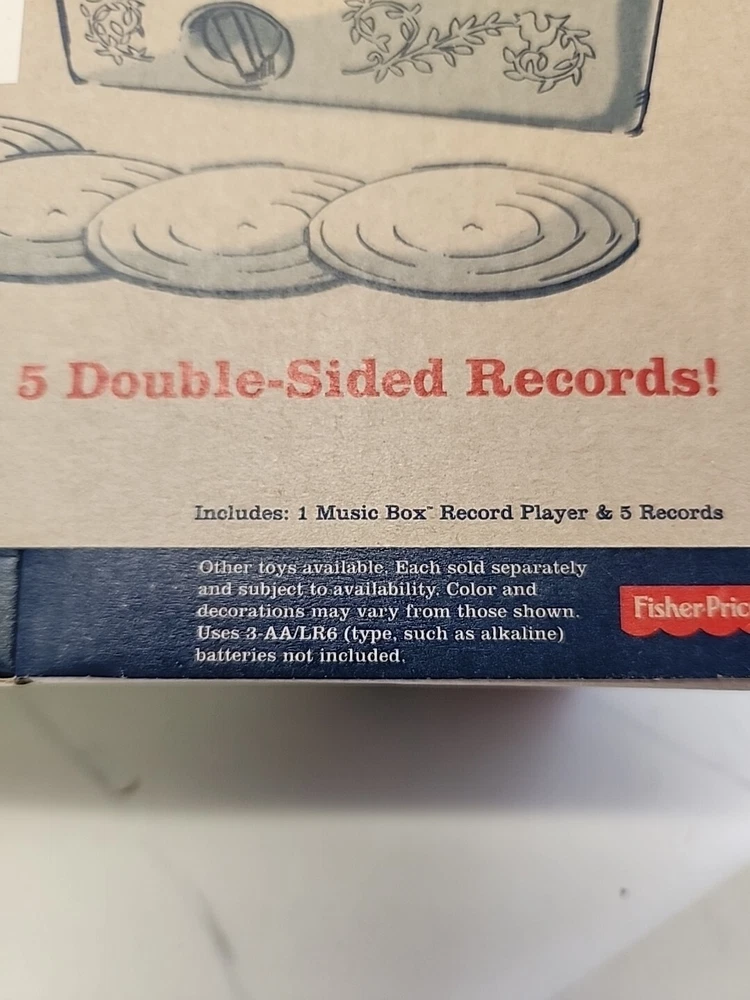 5 Double-Sided Records!
Includes: 1 Music Box™ Record Player & 5 Records
Other toys available. Each sold separately
and subject to availability. Color and
decorations may vary from those shown.
Uses 3 AA/LR6 (type, such as alkaline)
batteries not included.
Fisher-Pric